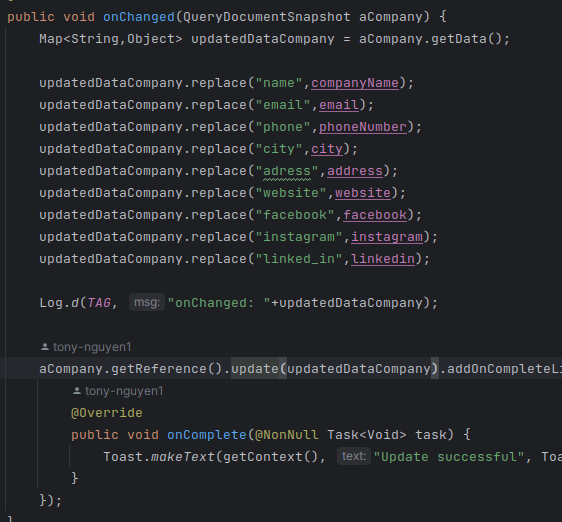 public void onChanged(QueryDocumentSnapshot aCompany) {
Map<String,Object> updatedDataCompany = aCompany.getData();
updatedDataCompany.replace("name",companyName);
updatedDataCompany.replace("email",email);
updatedDataCompany.replace("phone",phoneNumber);
updatedDataCompany.replace("city",city);
updatedDataCompany.replace("adress",address);
updatedDataCompany.replace("website",website);
updatedDataCompany.replace("facebook",facebook);
updatedDataCompany.replace("instagram",instagram);
updatedDataCompany.replace("linked_in",linkedin);
Log.d(TAG, msg: "onChanged: "+updatedDataCompany);
tony-nguyen1
aCompany.getReference().update(updatedDataCompany).addOnCompleteLi
tony-nguyen1
@Override
public void onComplete(@NonNull Task<Void> task) {
Toast.makeText(getContext(), text: "Update successful", Toa
}
});
}